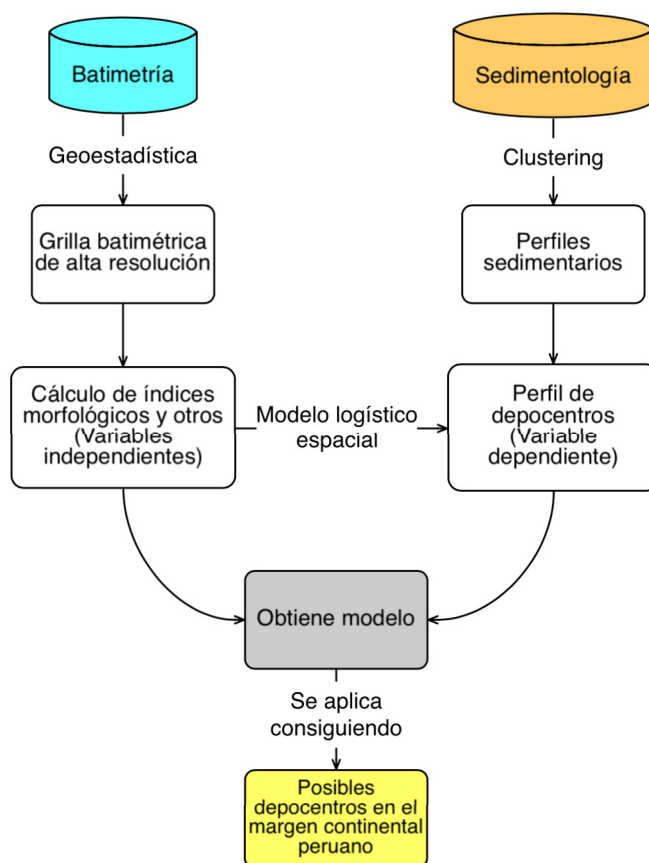 Batimetría
Sedimentología
Geoestadística
Clustering
Grilla batimétrica
de alta resolución
Perfiles
sedimentarios
Cálculo de índices
morfológicos y otros
(Variables
independientes)
Modelo logístico
espacial
Perfil de
depocentros
(Variable
dependiente)
Obtiene modelo
Se aplica
consiguiendo
Posibles
depocentros en el
margen continental
peruano